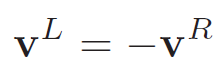 v^L = −v^R